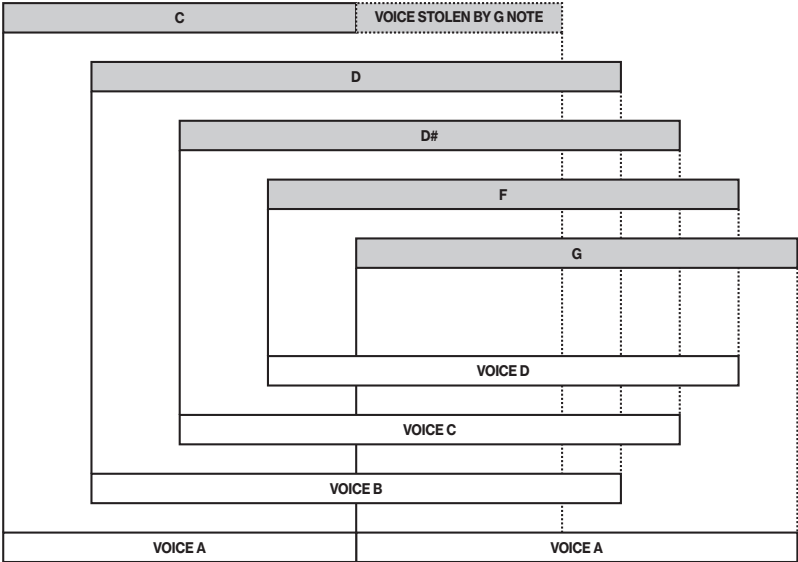 C
VOICE STOLEN BY G NOTE
D
D#
F
G
VOICE D
VOICE C
VOICE B
VOICE A
VOICE A